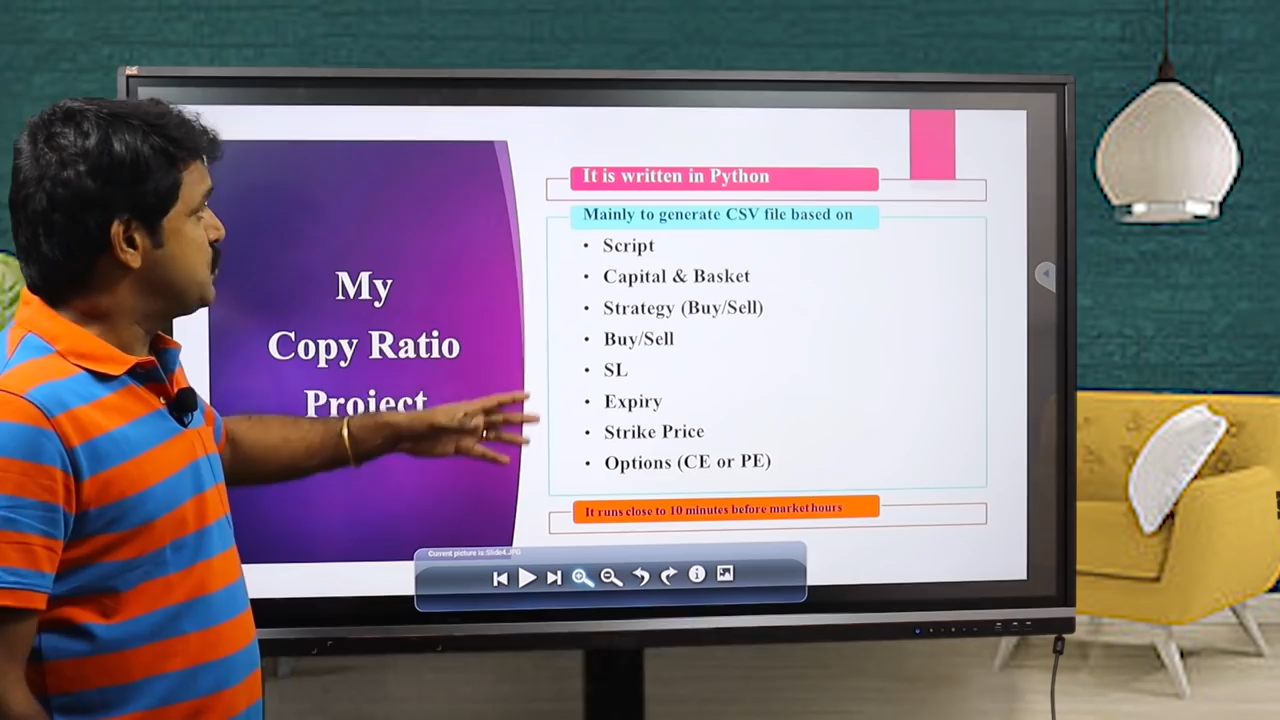 My
Copy Ratio
Project
It is written in Python
Mainly to generate CSV file based on
• Script
• Capital & Basket
• Strategy (Buy/Sell)
• Buy/Sell
• SL
• Expiry
• Strike Price
• Options (CE or PE)
It runs close to 10 minutes before market hours
Current picture is:Slide4.JPG